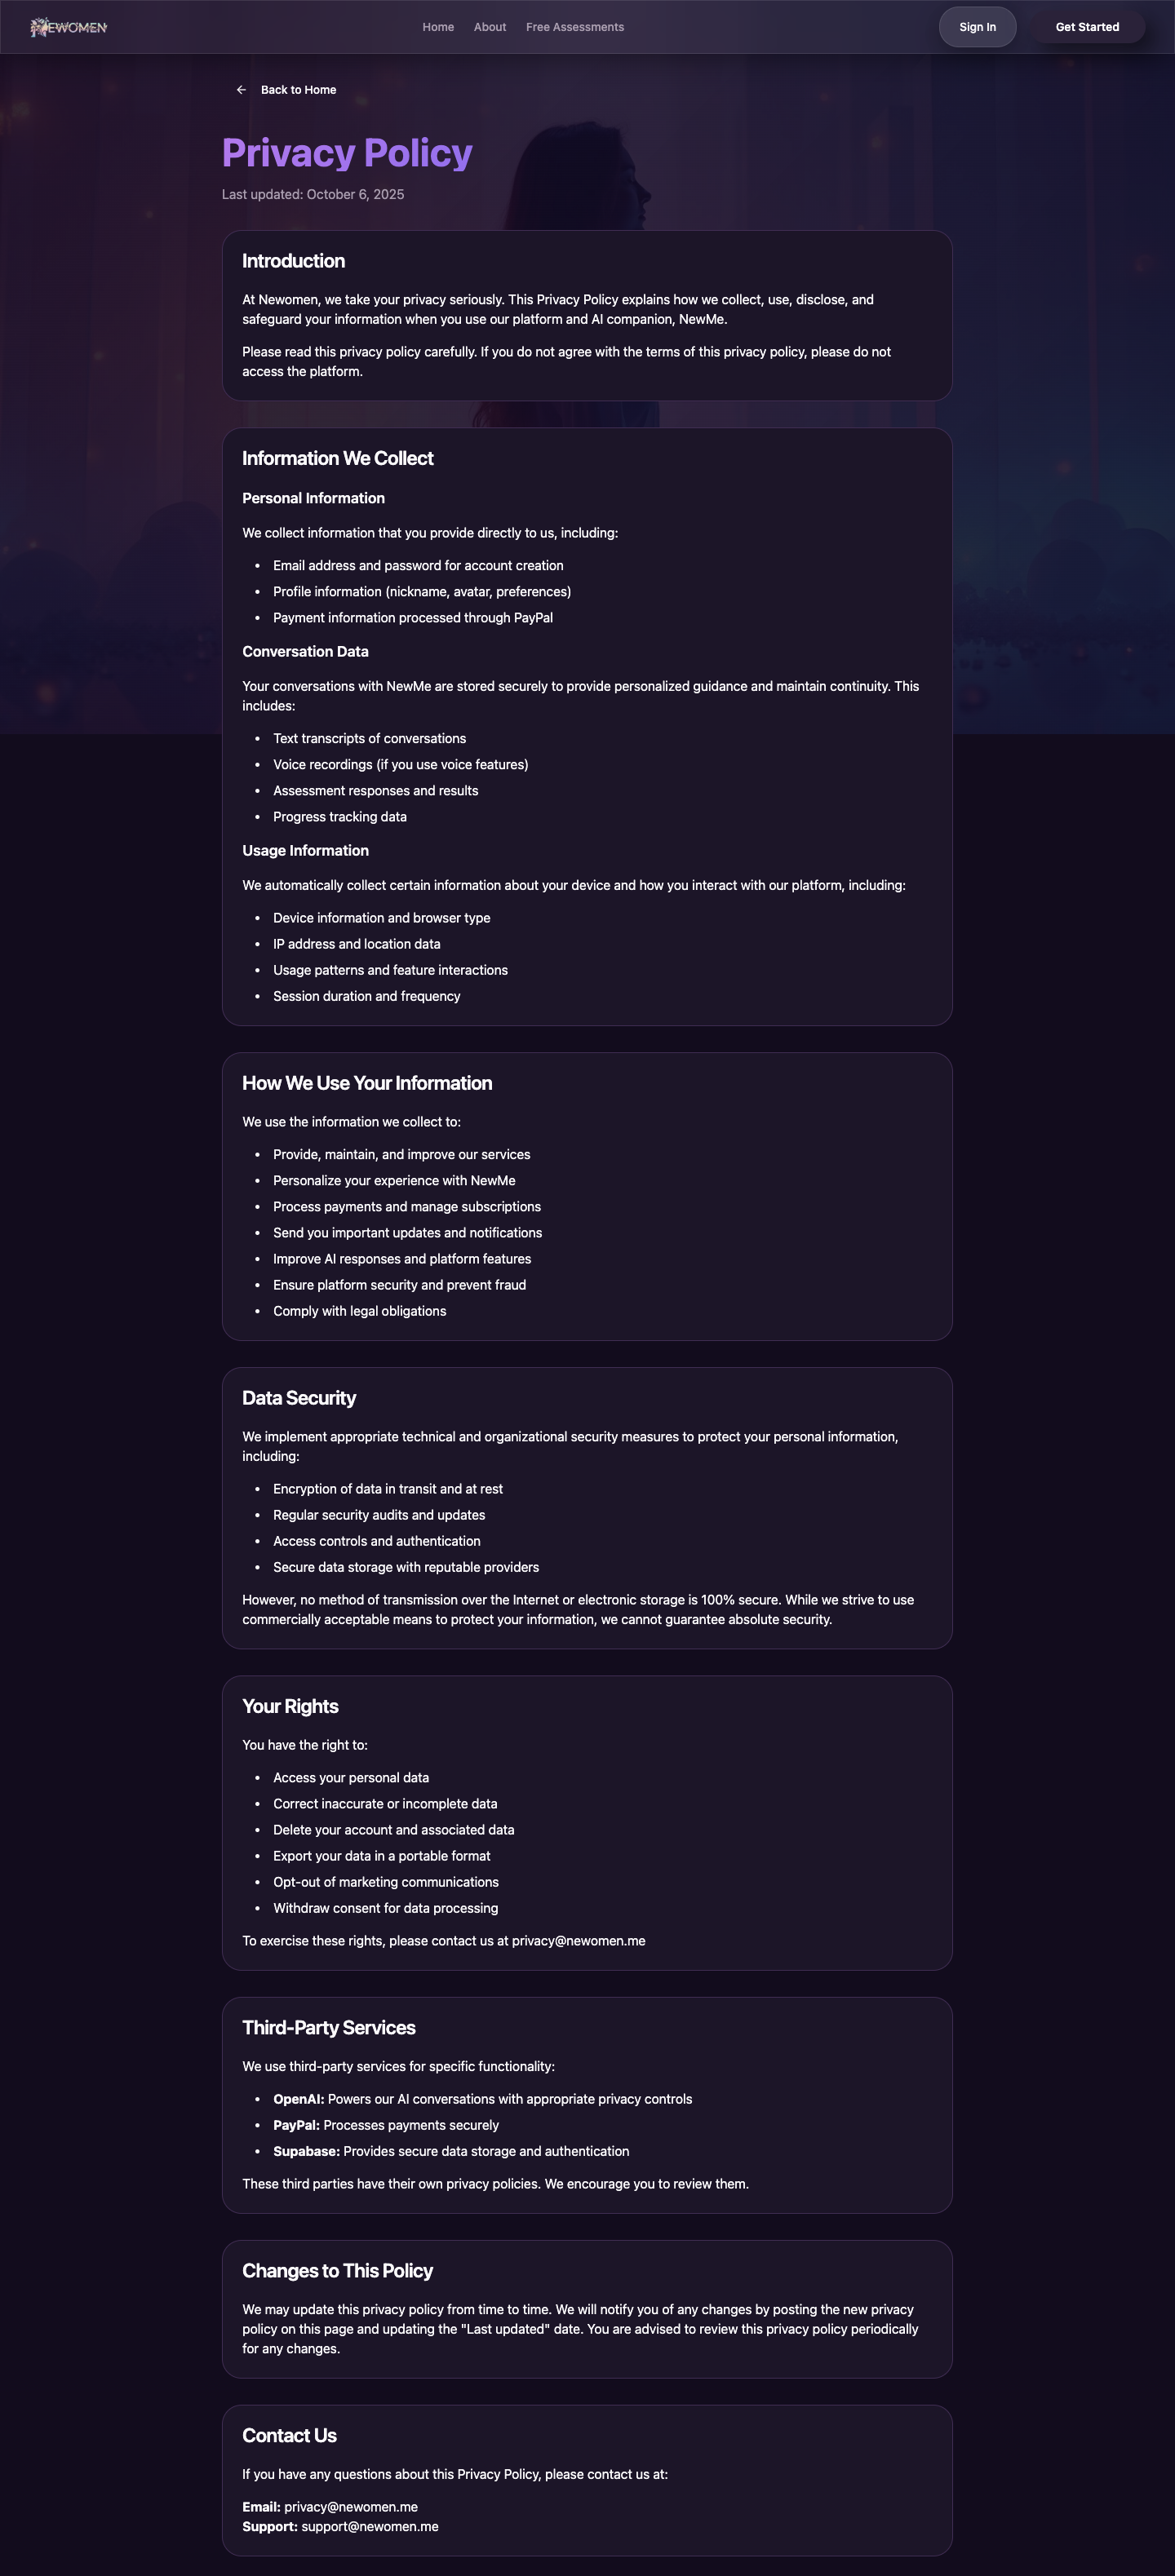 NEWOMEN
Home About Free Assessments
Sign In Get Started
Back to Home
Privacy Policy
Last updated: October 6, 2025
Introduction
At Newomen, we take your privacy seriously. This Privacy Policy explains how we collect, use, disclose, and
safeguard your information when you use our platform and AI companion, NewMe.
Please read this privacy policy carefully. If you do not agree with the terms of this privacy policy, please do not
access the platform.
Information We Collect
Personal Information
We collect information that you provide directly to us, including:
• Email address and password for account creation
• Profile information (nickname, avatar, preferences)
• Payment information processed through PayPal
Conversation Data
Your conversations with NewMe are stored securely to provide personalized guidance and maintain continuity. This
includes:
• Text transcripts of conversations
• Voice recordings (if you use voice features)
• Assessment responses and results
• Progress tracking data
Usage Information
We automatically collect certain information about your device and how you interact with our platform, including:
• Device information and browser type
• IP address and location data
• Usage patterns and feature interactions
• Session duration and frequency
How We Use Your Information
We use the information we collect to:
• Provide, maintain, and improve our services
• Personalize your experience with NewMe
• Process payments and manage subscriptions
• Send you important updates and notifications
• Improve AI responses and platform features
• Ensure platform security and prevent fraud
• Comply with legal obligations
Data Security
We implement appropriate technical and organizational security measures to protect your personal information,
including:
• Encryption of data in transit and at rest
• Regular security audits and updates
• Access controls and authentication
• Secure data storage with reputable providers
However, no method of transmission over the Internet or electronic storage is 100% secure. While we strive to use
commercially acceptable means to protect your information, we cannot guarantee absolute security.
Your Rights
You have the right to:
• Access your personal data
• Correct inaccurate or incomplete data
• Delete your account and associated data
• Export your data in a portable format
• Opt-out of marketing communications
• Withdraw consent for data processing
To exercise these rights, please contact us at privacy@newomen.me
Third-Party Services
We use third-party services for specific functionality:
• OpenAI: Powers our AI conversations with appropriate privacy controls
• PayPal: Processes payments securely
• Supabase: Provides secure data storage and authentication
These third parties have their own privacy policies. We encourage you to review them.
Changes to This Policy
We may update this privacy policy from time to time. We will notify you of any changes by posting the new privacy
policy on this page and updating the "Last updated" date. You are advised to review this privacy policy periodically
for any changes.
Contact Us
If you have any questions about this Privacy Policy, please contact us at:
Email: privacy@newomen.me
Support: support@newomen.me